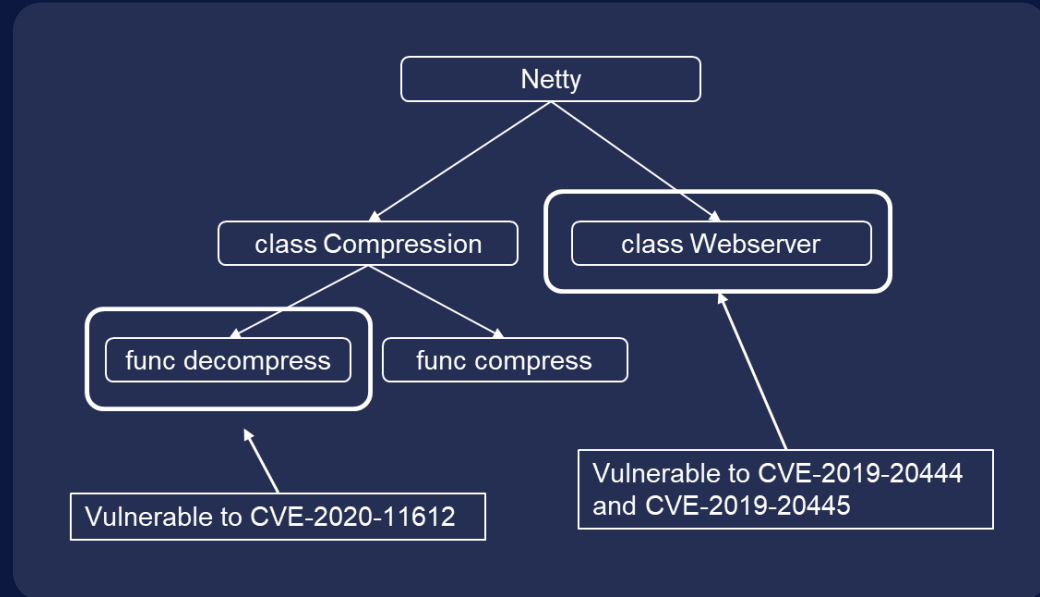 Netty
class Compression
class Webserver
func decompress
func compress
Vulnerable to CVE-2019-20444
and CVE-2019-20445
Vulnerable to CVE-2020-11612